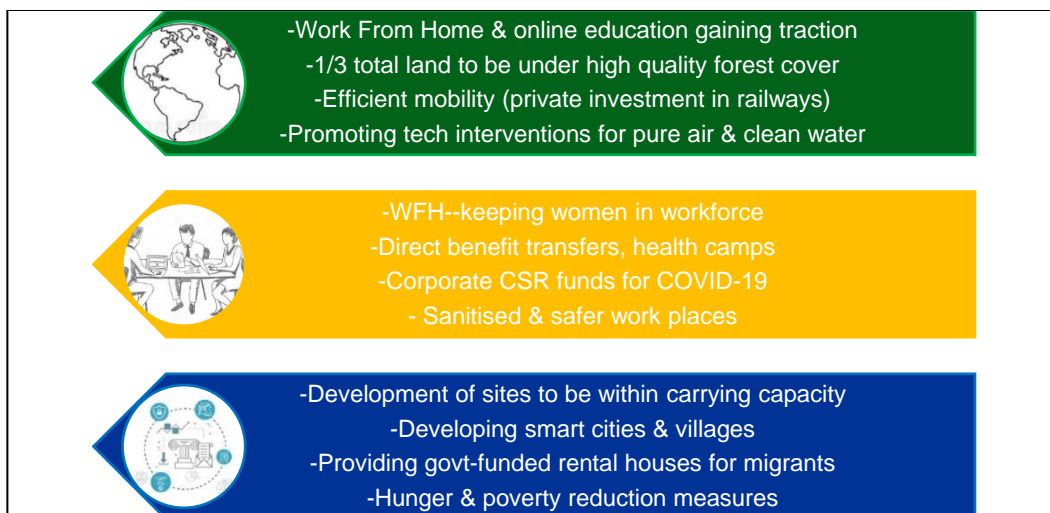 -Work From Home & online education gaining traction
-1/3 total land to be under high quality forest cover
-Efficient mobility (private investment in railways)
-Promoting tech interventions for pure air & clean water
-WFH--keeping women in workforce
-Direct benefit transfers, health camps
-Corporate CSR funds for COVID-19
- Sanitised & safer work places
-Development of sites to be within carrying capacity
-Developing smart cities & villages
-Providing govt-funded rental houses for migrants
-Hunger & poverty reduction measures